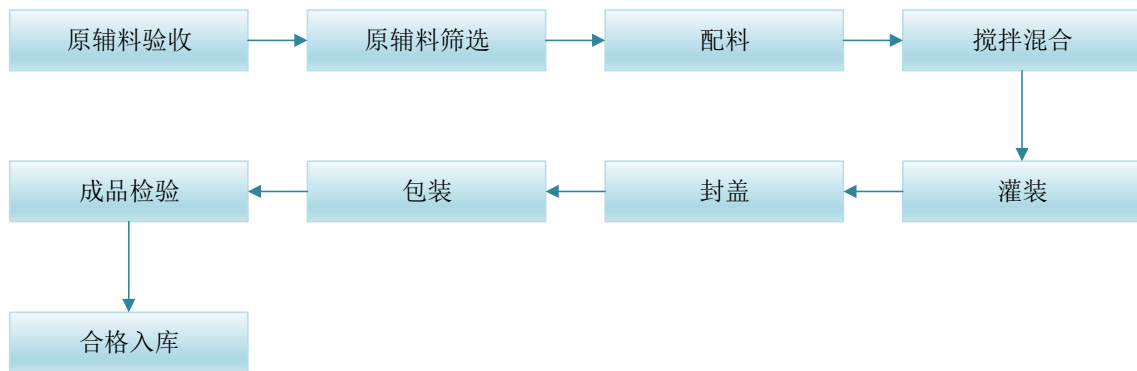 原辅料验收
原辅料筛选
配料
搅拌混合
灌装
封盖
包装
成品检验
合格入库